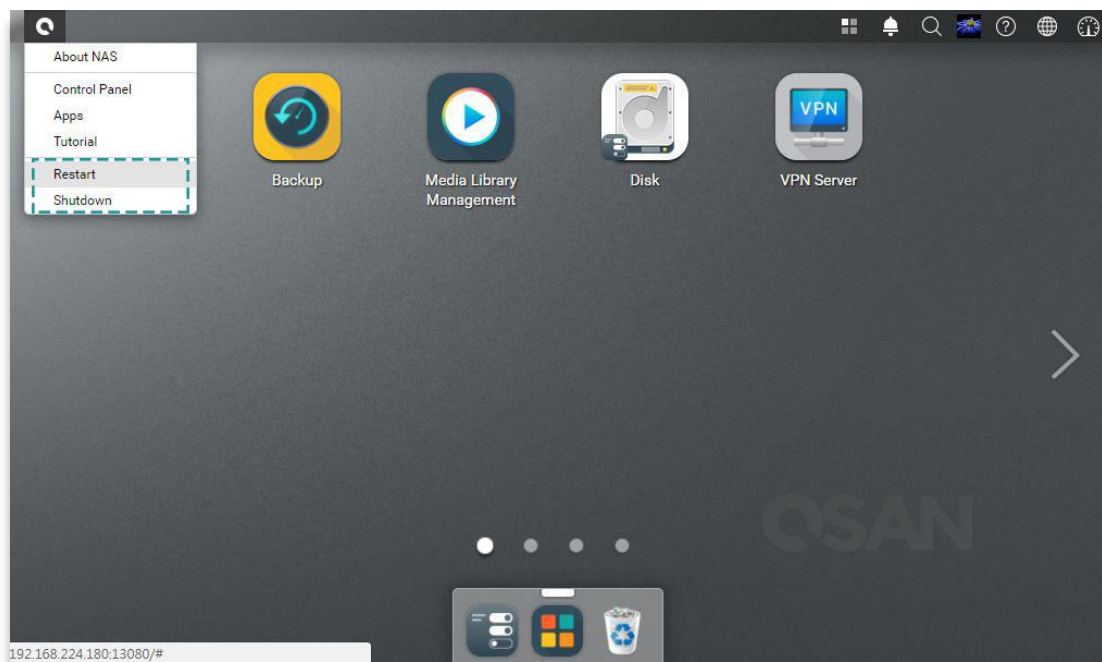 About NAS
Control Panel
Apps
Tutorial
Restart
Shutdown
Backup
Media Library
Management
Disk
VPN
VPN Server
QSAN
192.168.224.180:13080/#